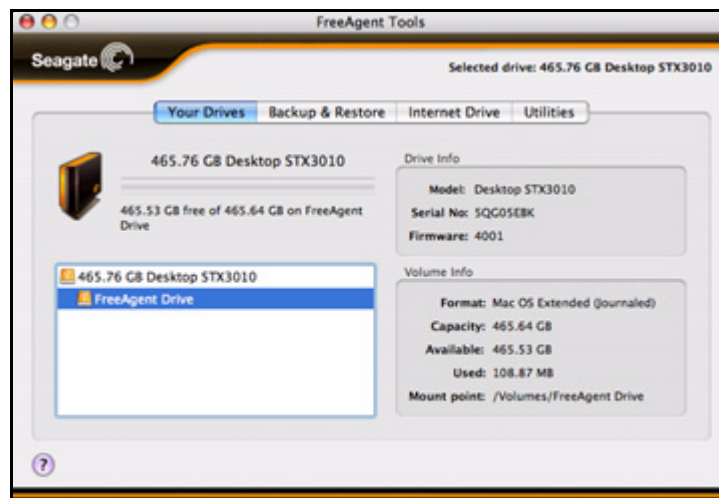 FreeAgent Tools
Seagate
Selected drive: 465.76 GB Desktop STX3010
Your Drives Backup & Restore Internet Drive Utilities
465.76 GB Desktop STX3010
465.53 GB free of 465.64 GB on FreeAgent
Drive
465.76 GB Desktop STX3010
FreeAgent Drive
Drive Info
Model: Desktop STX3010
Serial No: 5QG05EBK
Firmware: 4001
Volume Info
Format: Mac OS Extended (Journaled)
Capacity: 465.64 GB
Available: 465.53 GB
Used: 108.87 MB
Mount point: /Volumes/FreeAgent Drive
?